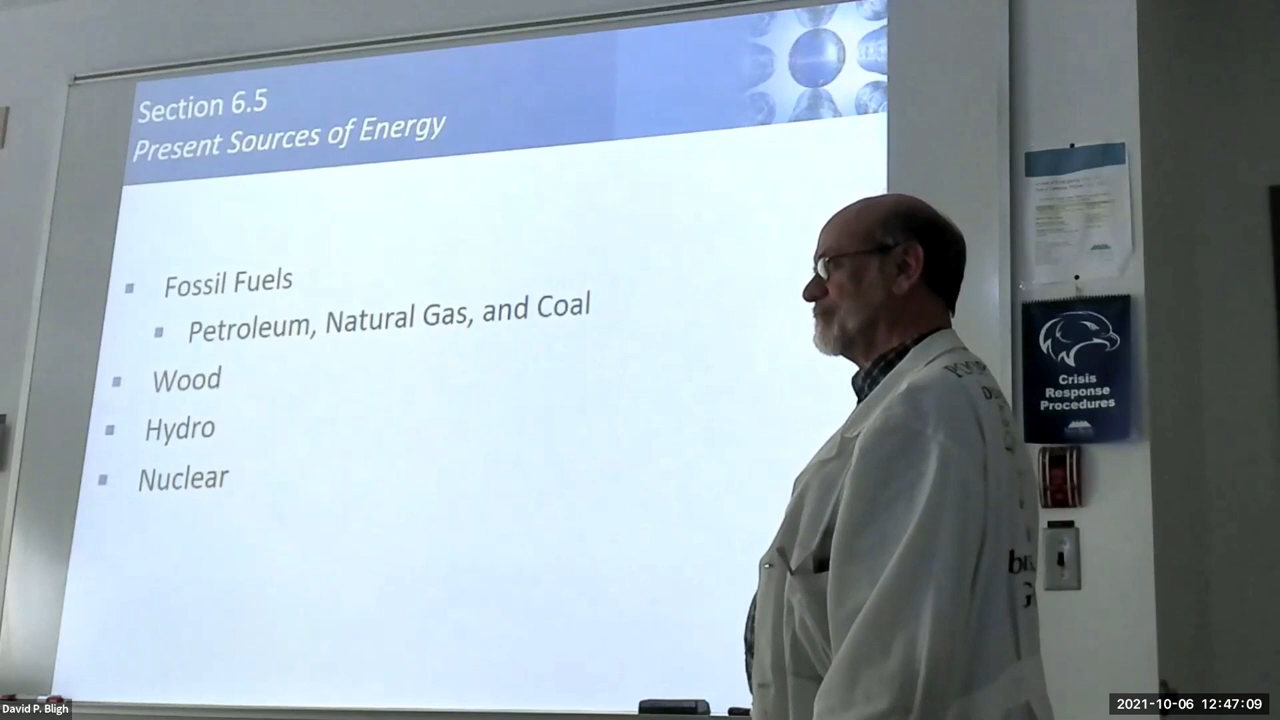 Section 6.5
Present Sources of Energy
Fossil Fuels
Petroleum, Natural Gas, and Coal
Wood
Hydro
Nuclear
Crisis
Response
Procedures
David P. Bligh
2021-10-06 12:47:09